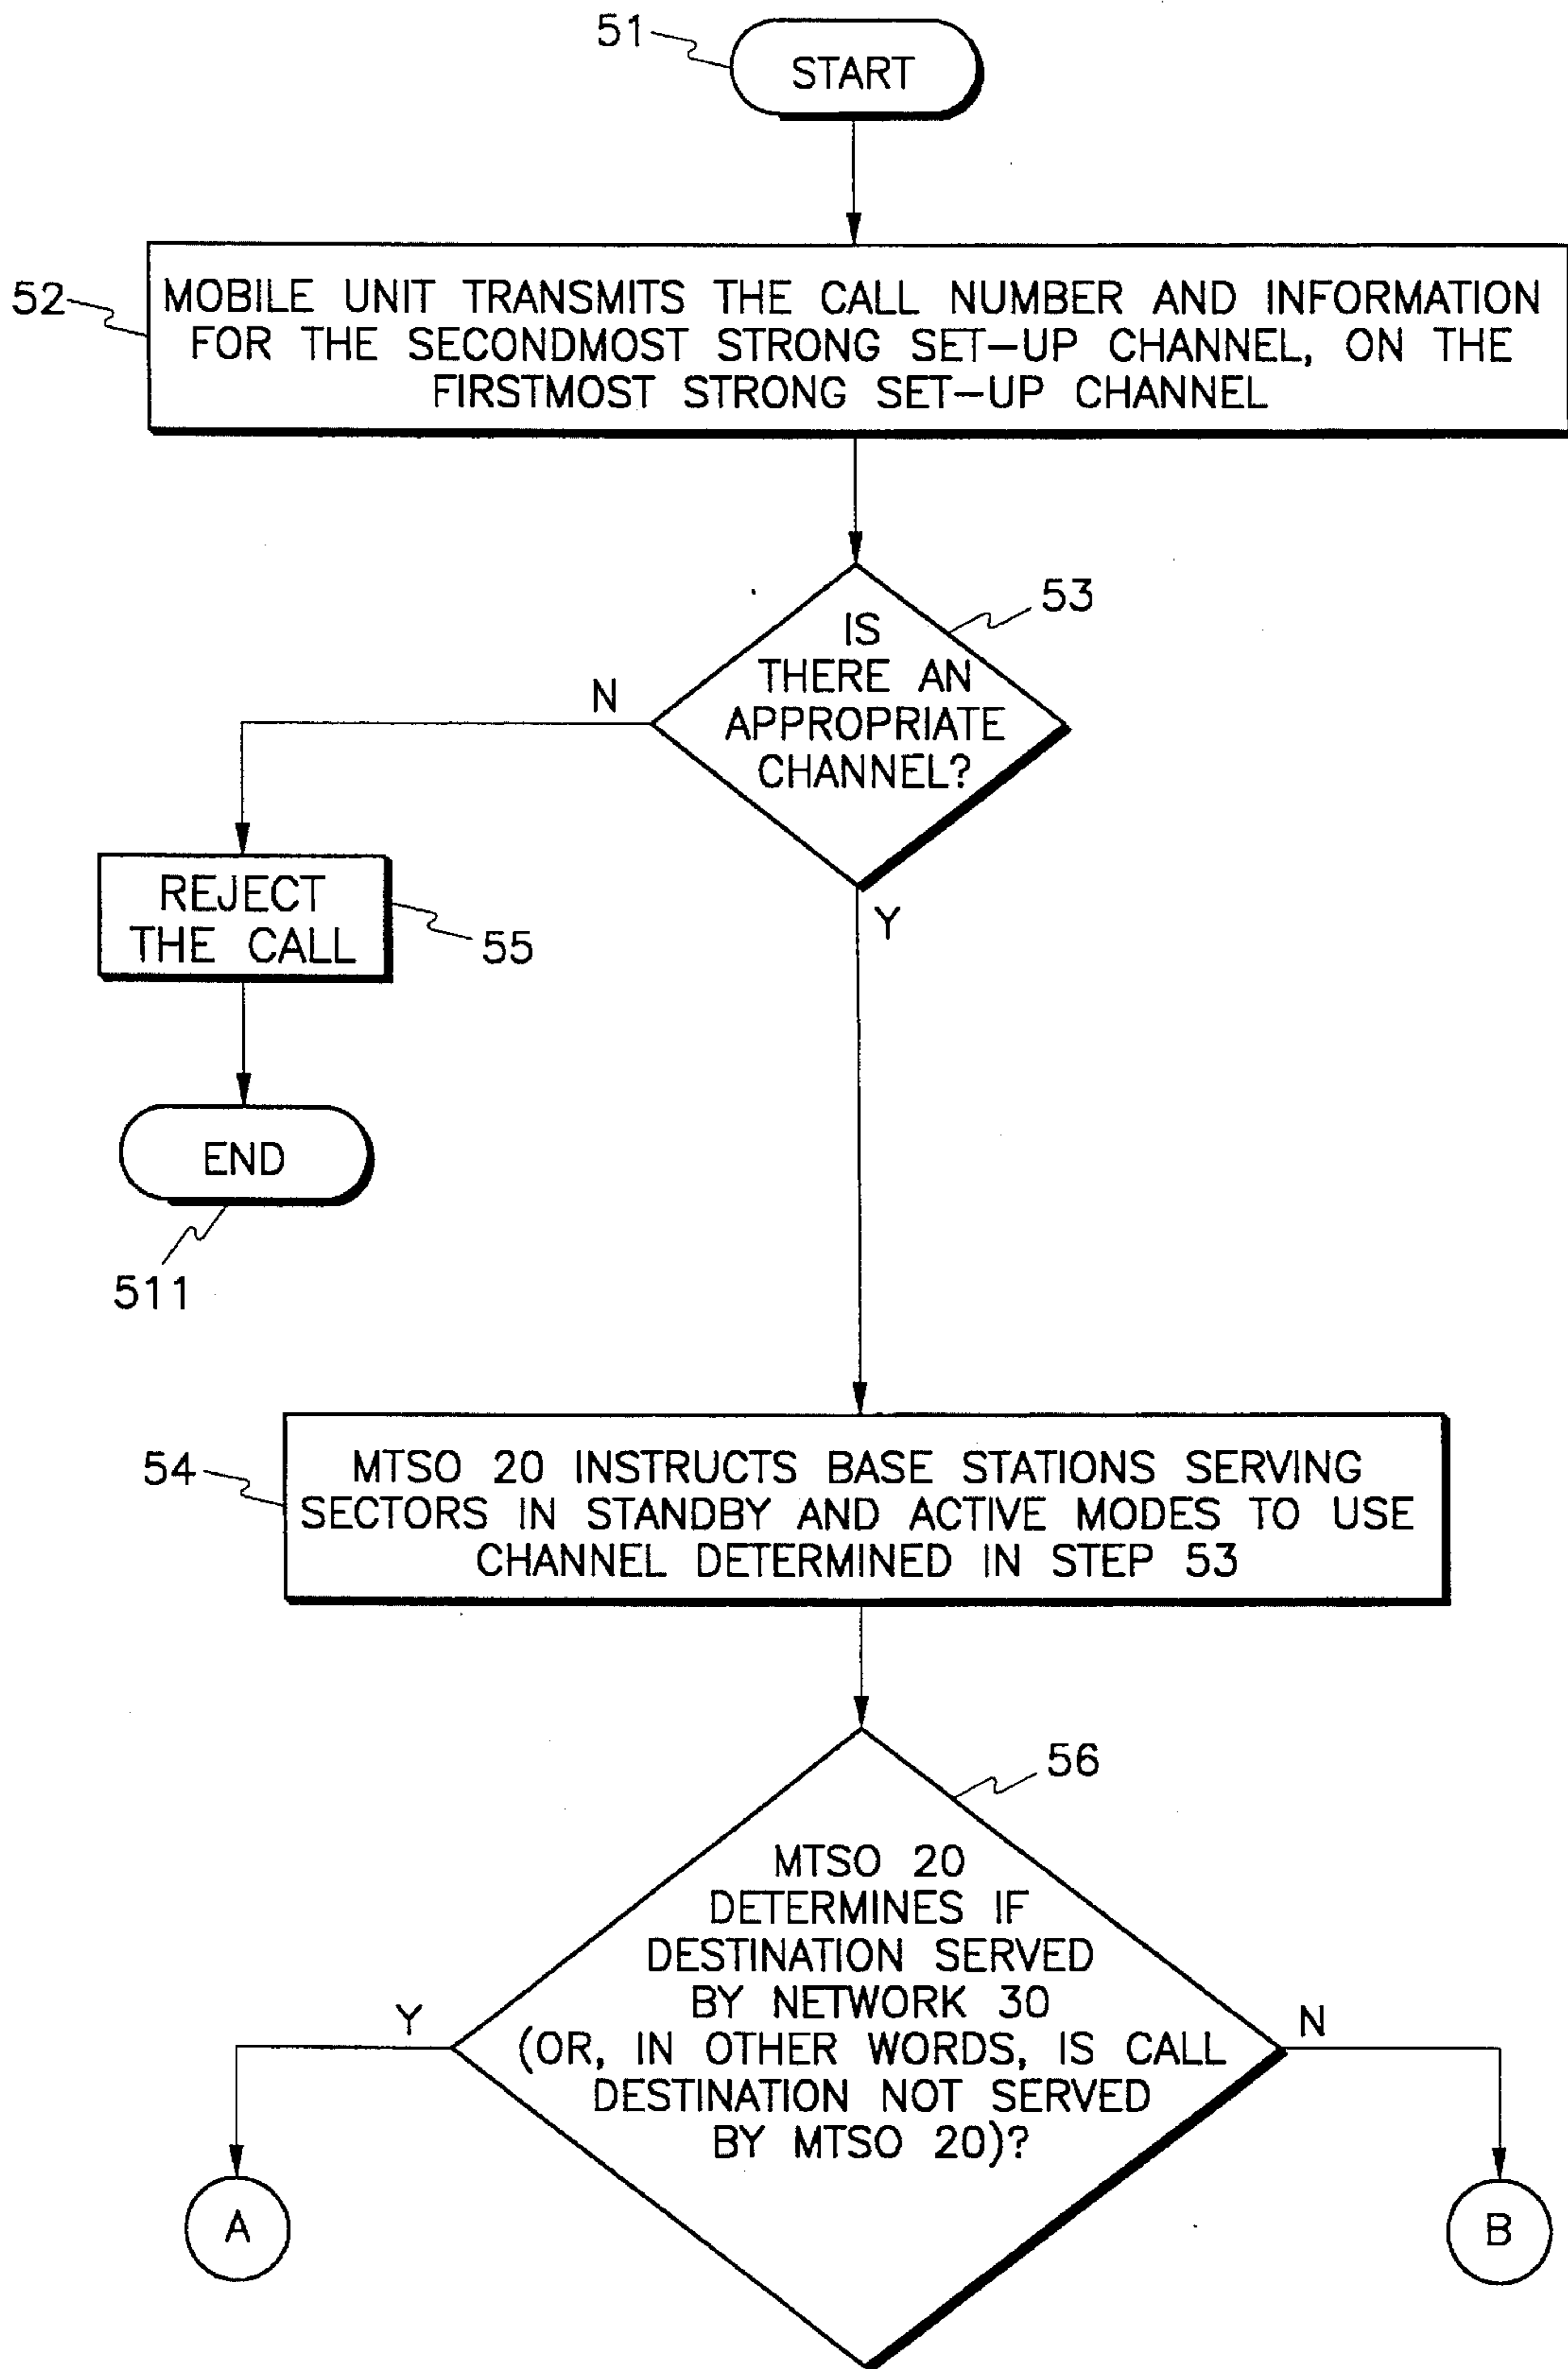 51
START
52
MOBILE UNIT TRANSMITS THE CALL NUMBER AND INFORMATION
FOR THE SECONDMOST STRONG SET-UP CHANNEL, ON THE
FIRSTMOST STRONG SET-UP CHANNEL
53
IS
THERE AN
APPROPRIATE
CHANNEL?
N
Y
REJECT
THE CALL
55
END
511
54
MTSO 20 INSTRUCTS BASE STATIONS SERVING
SECTORS IN STANDBY AND ACTIVE MODES TO USE
CHANNEL DETERMINED IN STEP 53
56
MTSO 20
DETERMINES IF
DESTINATION SERVED
BY NETWORK 30
(OR, IN OTHER WORDS, IS CALL
DESTINATION NOT SERVED
BY MTSO 20)?
Y
N
A
B